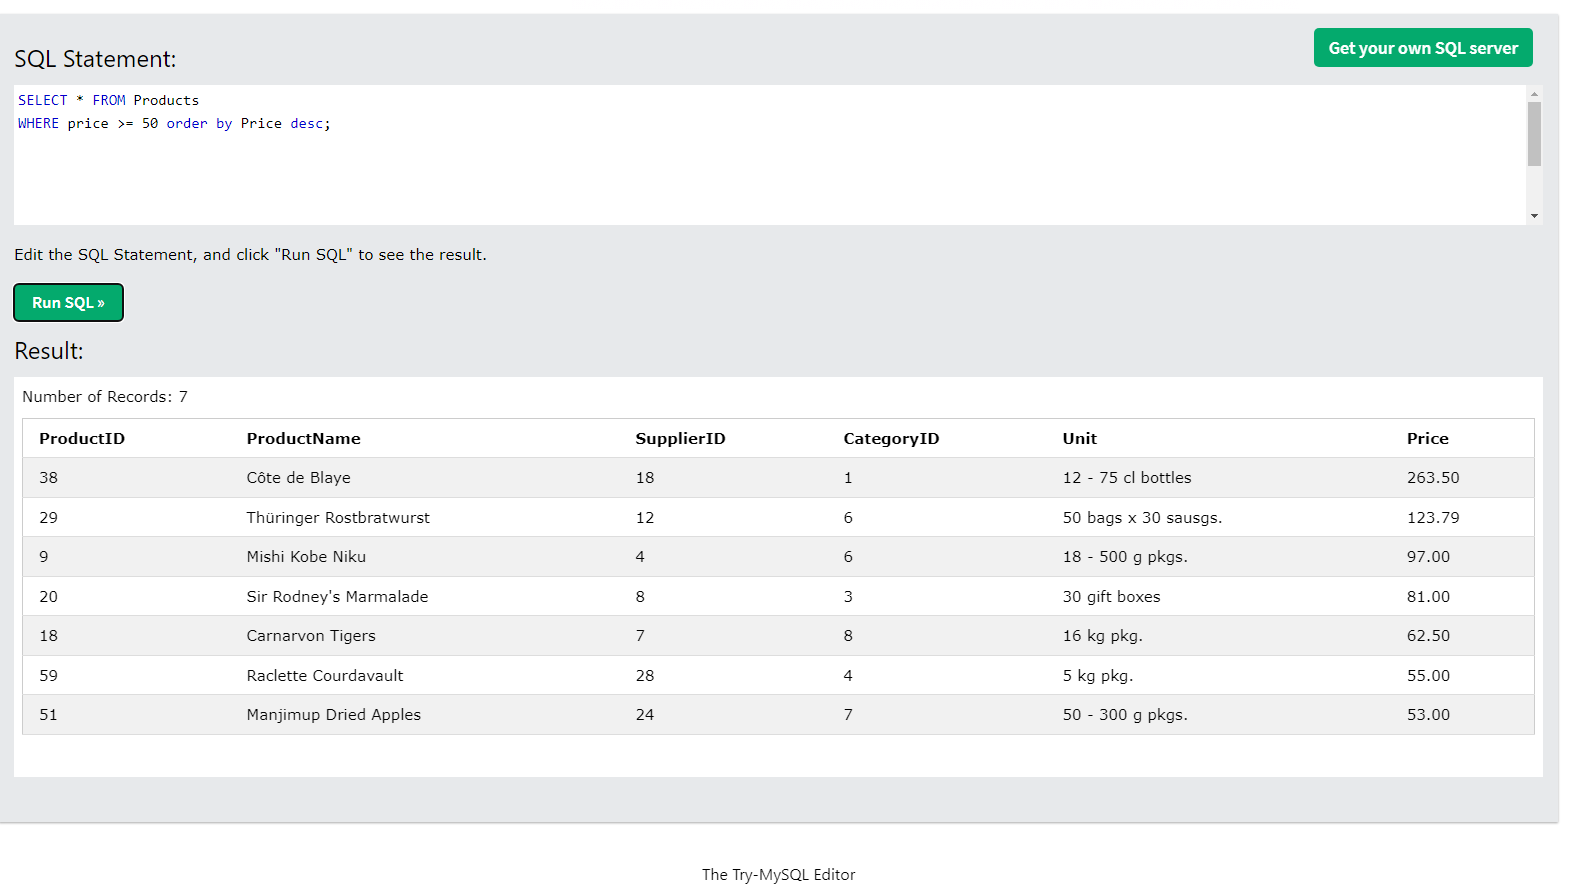 Get your own SQL server
SQL Statement:
SELECT * FROM Products
WHERE price >= 50 order by Price desc;
Edit the SQL Statement, and click "Run SQL" to see the result.
Run SQL »
Result:
Number of Records: 7
ProductID ProductName SupplierID CategoryID Unit Price
38 Côte de Blaye 18 1 12 - 75 cl bottles 263.50
29 Thüringer Rostbratwurst 12 6 50 bags x 30 sausgs. 123.79
9 Mishi Kobe Niku 4 6 18 - 500 g pkgs. 97.00
20 Sir Rodney's Marmalade 8 3 30 gift boxes 81.00
18 Carnarvon Tigers 7 8 16 kg pkg. 62.50
59 Raclette Courdavault 28 4 5 kg pkg. 55.00
51 Manjimup Dried Apples 24 7 50 - 300 g pkgs. 53.00
The Try-MySQL Editor